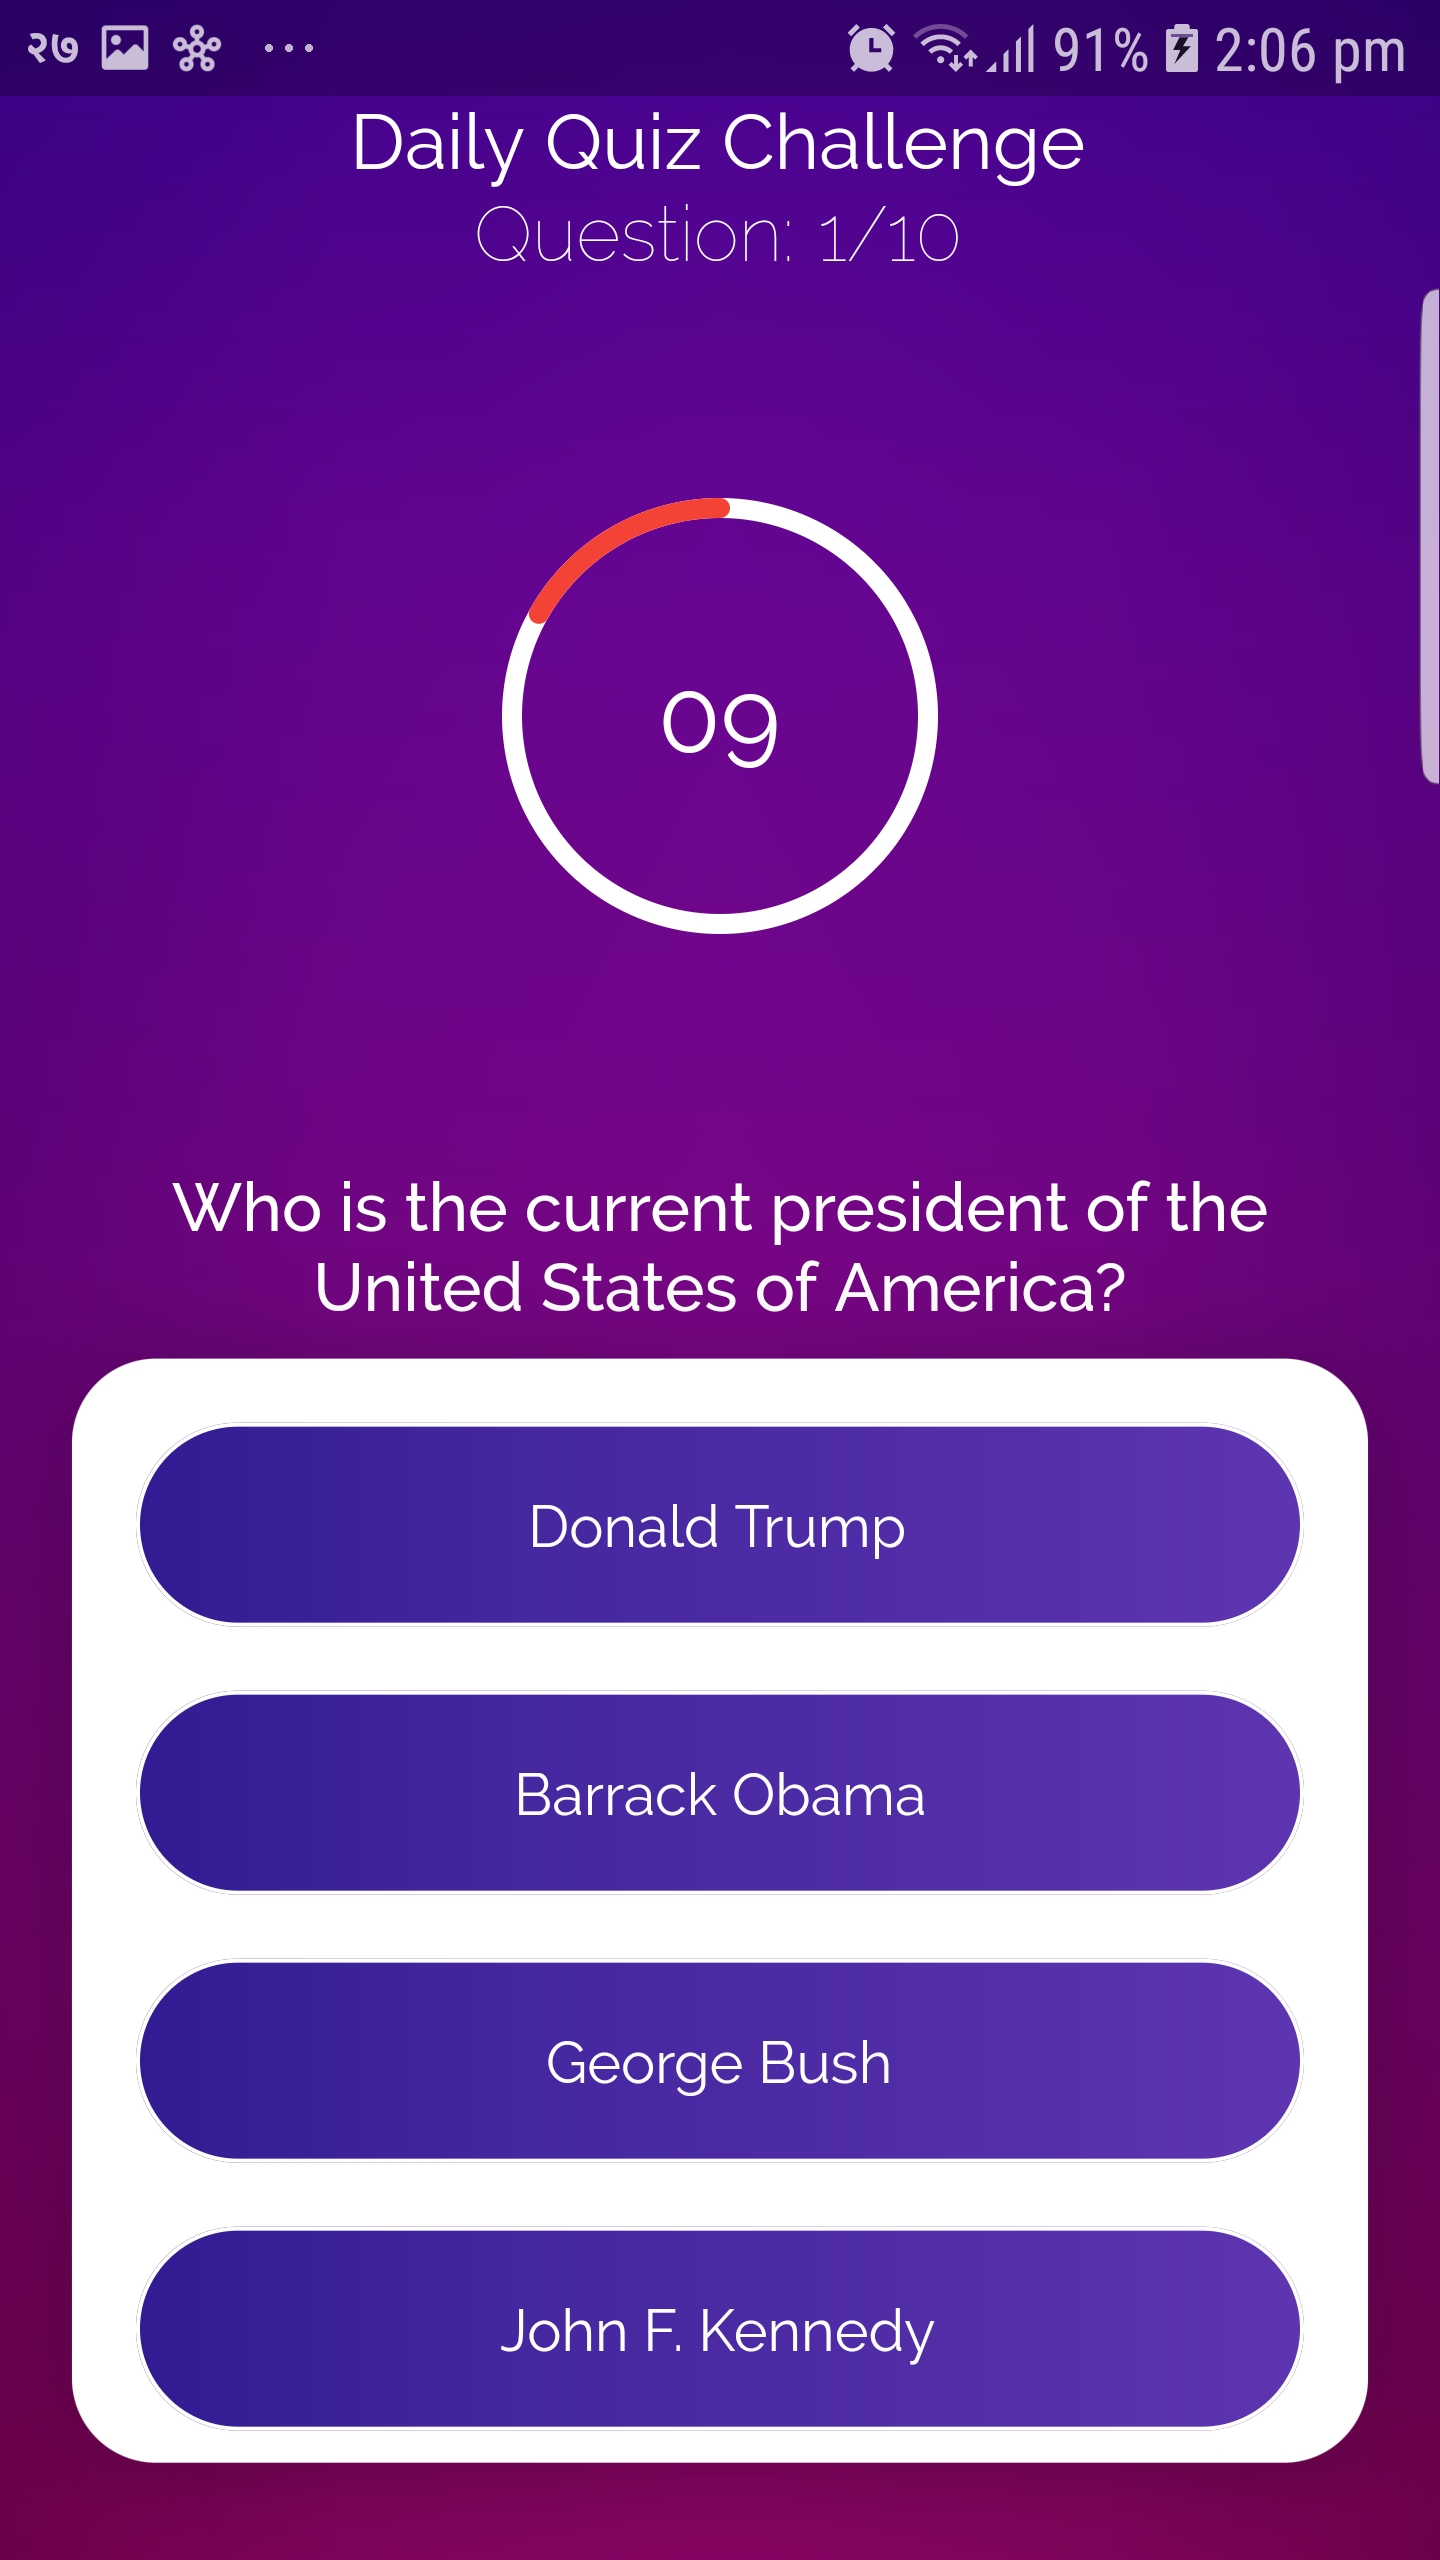 २७ 91% 2:06 pm
Daily Quiz Challenge
Question: 1/10
09
Who is the current president of the
United States of America?
Donald Trump
Barrack Obama
George Bush
John F. Kennedy